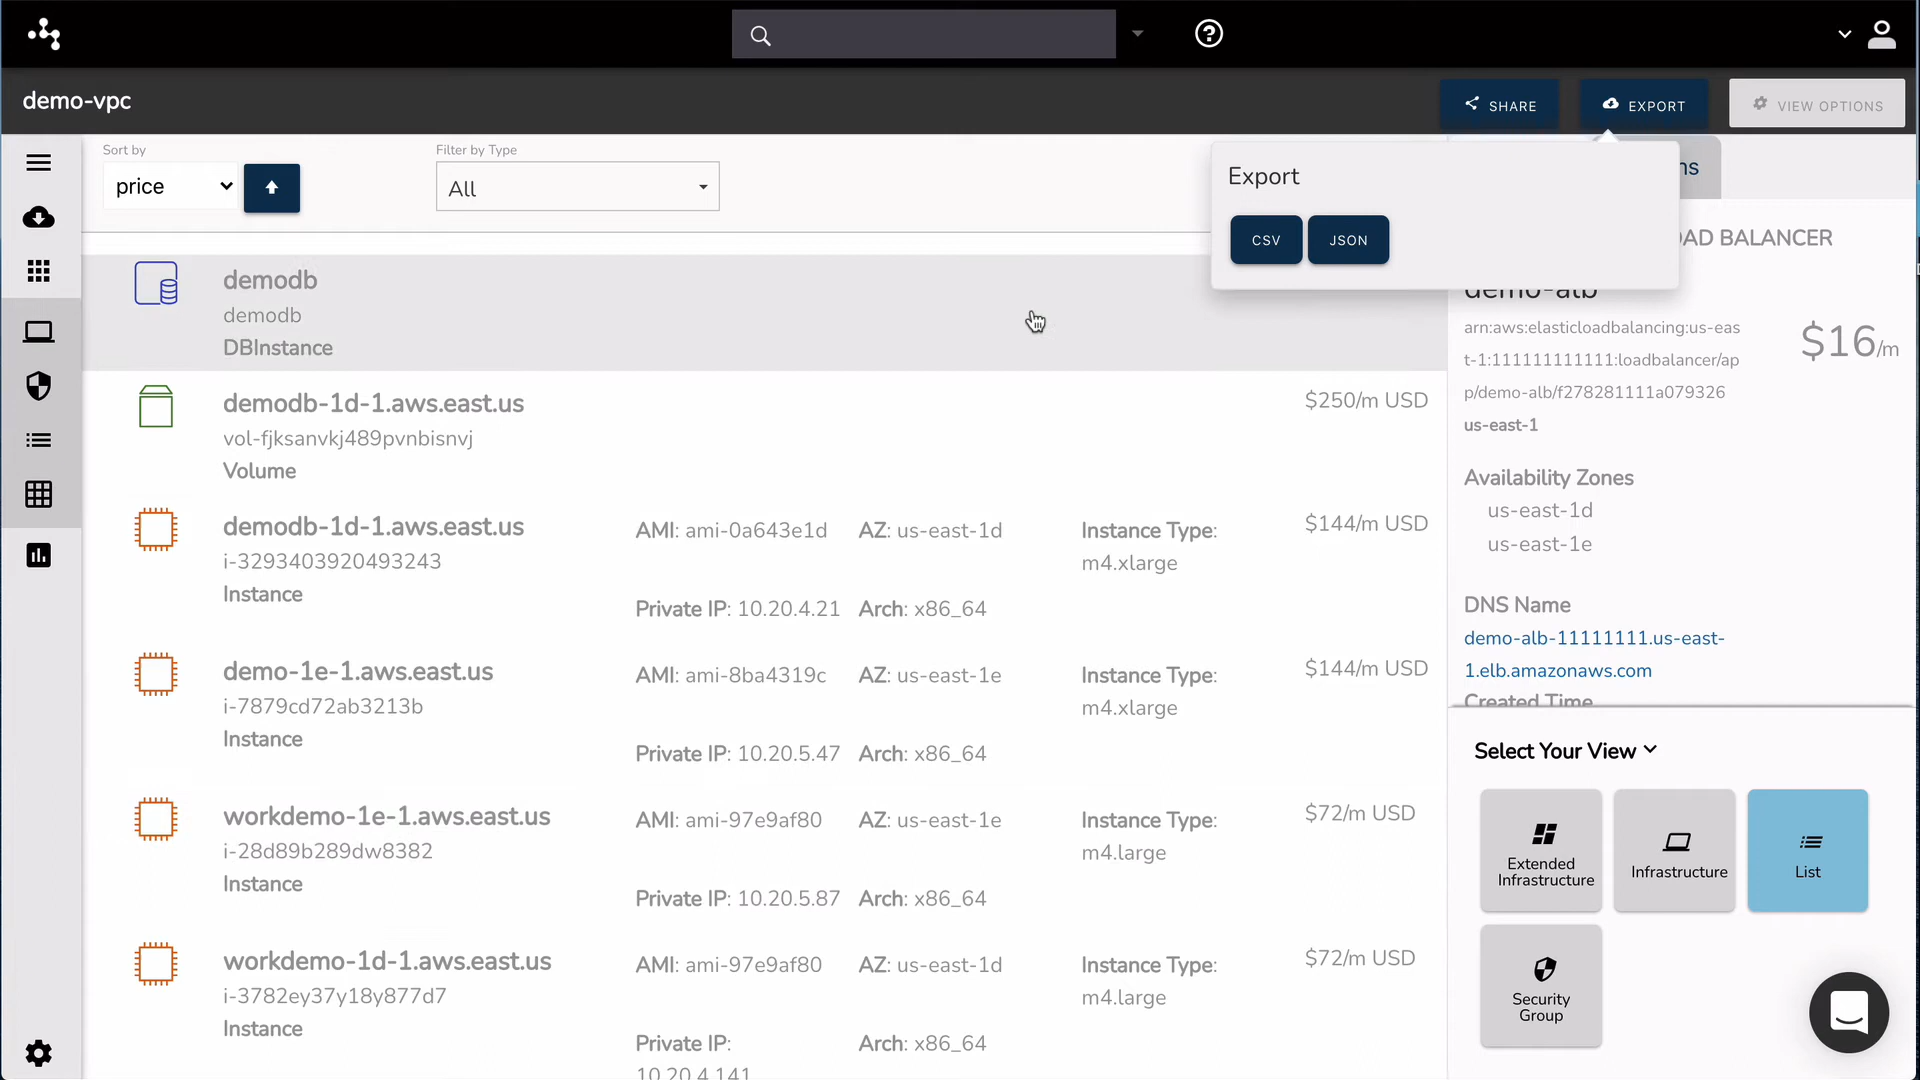 demo-vpc
SHARE
EXPORT
VIEW OPTIONS
Sort by
price
Filter by Type
All
Export
CSV
JSON
ns
AD BALANCER
demodb
demodb
DBInstance
demodb-1d-1.aws.east.us
vol-fjksanvkj489pvnbisnvj
Volume
$250/m USD
demodb-1d-1.aws.east.us
i-3293403920493243
Instance
AMI: ami-0a643e1d
AZ: us-east-1d
Instance Type:
m4.xlarge
Private IP: 10.20.4.21
Arch: x86_64
$144/m USD
demo-1e-1.aws.east.us
i-7879cd72ab3213b
Instance
AMI: ami-8ba4319c
AZ: us-east-1e
Instance Type:
m4.xlarge
Private IP: 10.20.5.47
Arch: x86_64
$144/m USD
workdemo-1e-1.aws.east.us
i-28d89b289dw8382
Instance
AMI: ami-97e9af80
AZ: us-east-1e
Instance Type:
m4.large
Private IP: 10.20.5.87
Arch: x86_64
$72/m USD
workdemo-1d-1.aws.east.us
i-3782ey37y18y877d7
Instance
AMI: ami-97e9af80
AZ: us-east-1d
Instance Type:
m4.large
Private IP:
10.20.4.141
Arch: x86_64
$72/m USD
demo-alb
arn:aws:elasticloadbalancing:us-eas
t-1:111111111111:loadbalancer/ap
p/demo-alb/f278281111a079326
us-east-1
$16/m
Availability Zones
us-east-1d
us-east-1e
DNS Name
demo-alb-11111111.us-east-
1.elb.amazonaws.com
Created Time
Select Your View
Extended
Infrastructure
Infrastructure
List
Security
Group